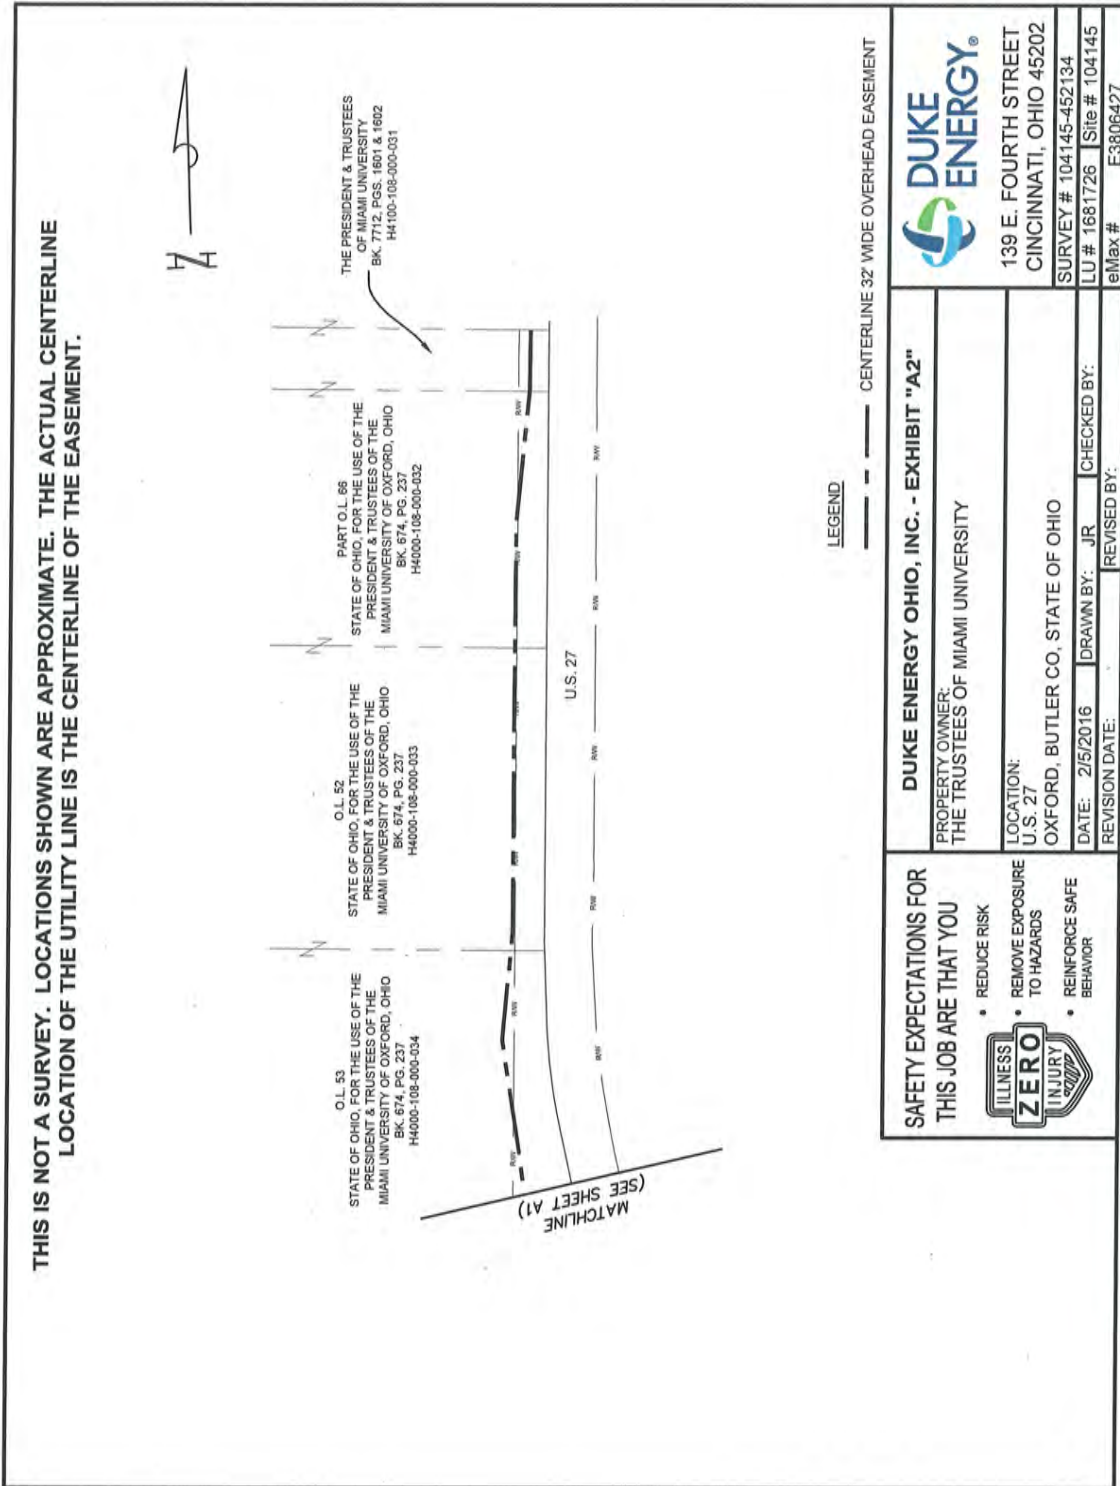 THIS IS NOT A SURVEY. LOCATIONS SHOWN ARE APPROXIMATE. THE ACTUAL CENTERLINE
LOCATION OF THE UTILITY LINE IS THE CENTERLINE OF THE EASEMENT.
O.L. 53
STATE OF OHIO, FOR THE USE OF THE
PRESIDENT & TRUSTEES OF THE
MIAMI UNIVERSITY OF OXFORD, OHIO
BK. 674, PG. 237
H4000-108-000-034
O.L. 52
STATE OF OHIO, FOR THE USE OF THE
PRESIDENT & TRUSTEES OF THE
MIAMI UNIVERSITY OF OXFORD, OHIO
BK. 674, PG. 237
H4000-108-000-033
PART O.L. 66
STATE OF OHIO, FOR THE USE OF THE
PRESIDENT & TRUSTEES OF THE
MIAMI UNIVERSITY OF OXFORD, OHIO
BK. 674, PG. 237
H4000-108-000-032
THE PRESIDENT & TRUSTEES
OF MIAMI UNIVERSITY
BK. 7712, PGS. 1601 & 1602
H4100-108-000-031
Z
R/W
R/W
R/W
R/W
R/W
R/W
U.S. 27
R/W
R/W
R/W
R/W
R/W
MATCHLINE
(SEE SHEET A1)
LEGEND
CENTERLINE 32' WIDE OVERHEAD EASEMENT
SAFETY EXPECTATIONS FOR
THIS JOB ARE THAT YOU
ILLNESS
ZERO
INJURY
• REDUCE RISK
• REMOVE EXPOSURE
TO HAZARDS
• REINFORCE SAFE
BEHAVIOR
DUKE ENERGY OHIO, INC. - EXHIBIT "A2"
PROPERTY OWNER:
THE TRUSTEES OF MIAMI UNIVERSITY
LOCATION:
U.S. 27
OXFORD, BUTLER CO, STATE OF OHIO
DATE: 2/5/2016 DRAWN BY: JR CHECKED BY:
REVISION DATE: REVISED BY:
DUKE
ENERGY®
139 E. FOURTH STREET
CINCINNATI, OHIO 45202
SURVEY # 104145-452134
LU # 1681726 Site # 104145
eMax # E3806427